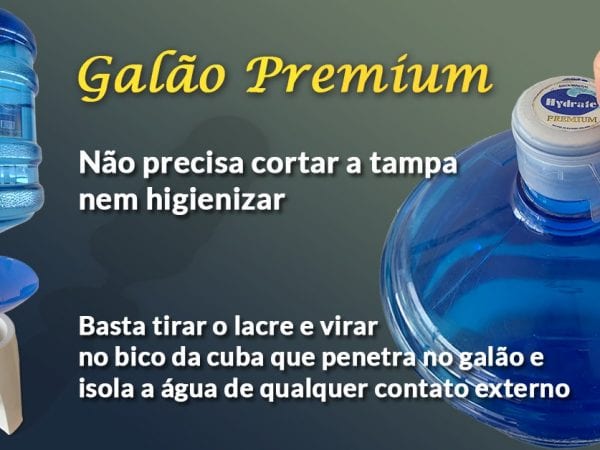 Galão Premium
Não precisa cortar a tampa
nem higienizar
Hydrate
PREMIUM
Basta tirar o lacre e virar
no bico da cuba que penetra no galão e
isola a água de qualquer contato externo